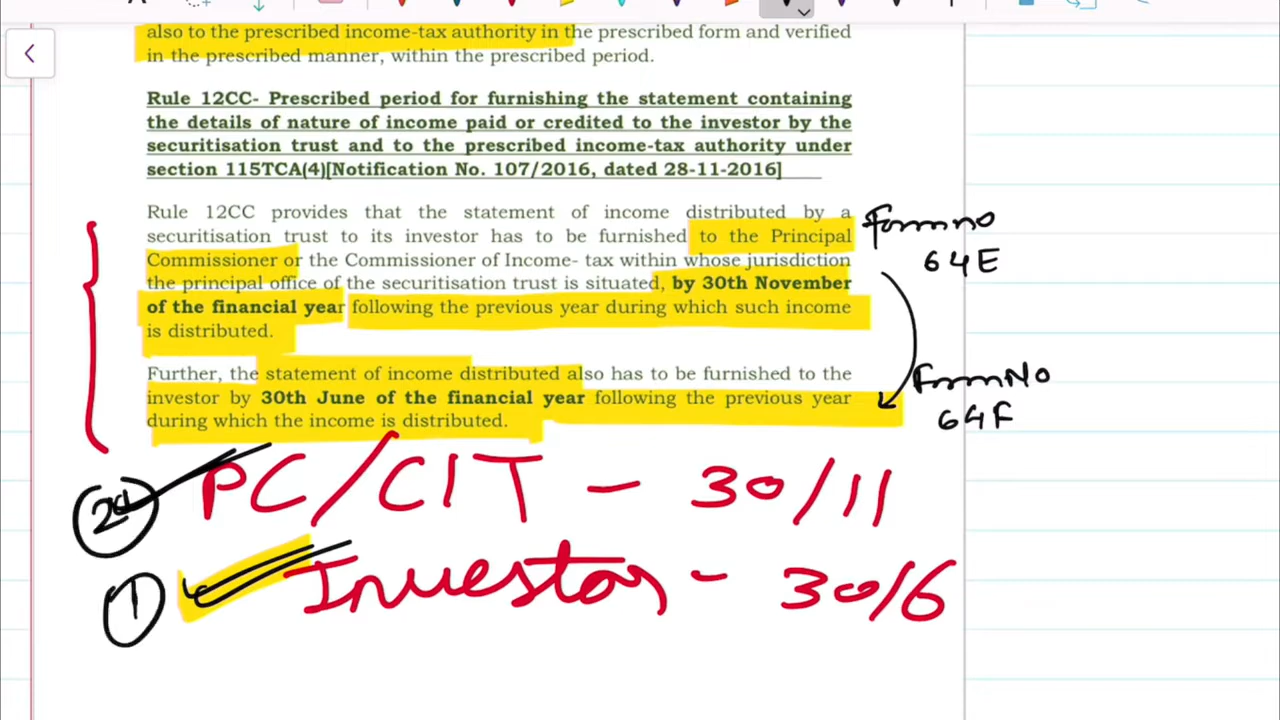 also to the prescribed income-tax authority in the prescribed form and verified
in the prescribed manner, within the prescribed period.
Rule 12CC- Prescribed period for furnishing the statement containing
the details of nature of income paid or credited to the investor by the
securitisation trust and to the prescribed income-tax authority under
section 115TCA(4)[Notification No. 107/2016, dated 28-11-2016]
Rule 12CC provides that the statement of income distributed by a
securitisation trust to its investor has to be furnished to the Principal
Commissioner or the Commissioner of Income- tax within whose jurisdiction
the principal office of the securitisation trust is situated, by 30th November
of the financial year following the previous year during which such income
is distributed.
Form no
64E
Further, the statement of income distributed also has to be furnished to the
investor by 30th June of the financial year following the previous year
during which the income is distributed.
Form No
64F
2nd PC/CIT - 30/11
1 Investor - 30/6